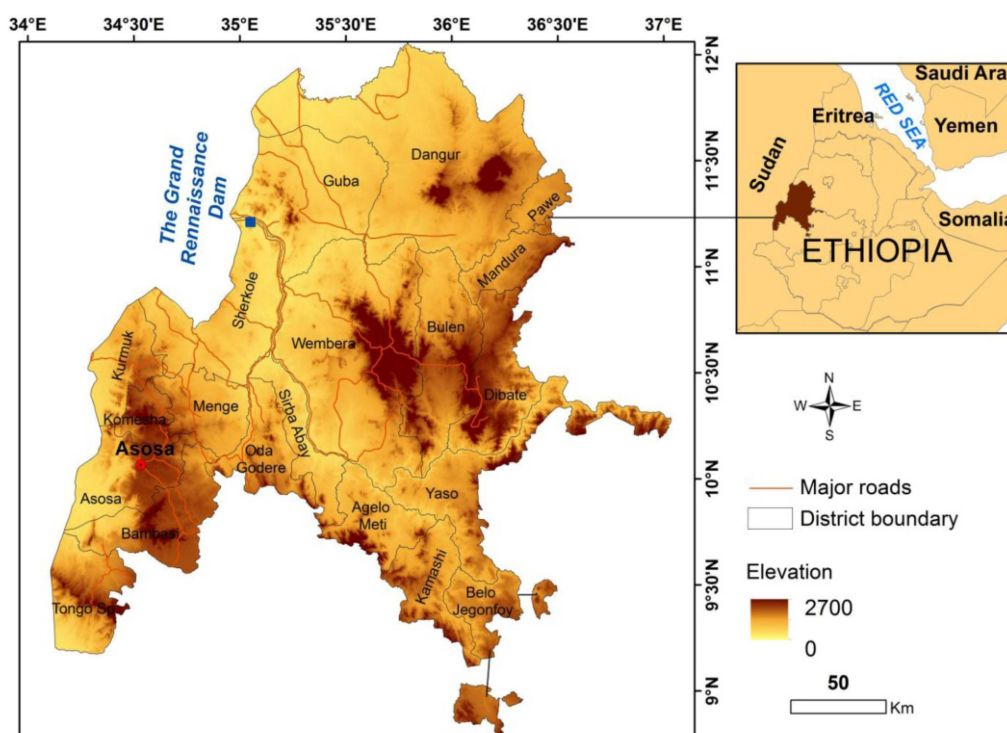 34°E
34°30'E
35°E
35°30'E
36°E
36°30'E
37°E
12°N
11°30'N
11°N
10°30'N
10°N
9°30'N
9°N
The Grand
Rennaissance
Dam
Dangur
Guba
Pawe
Mandura
Sherkole
Wembera
Bulen
Dibate
Kurmuk
Komesha
Menge
Sirba Abay
Asosa
Oda
Godere
Asosa
Yaso
Agelo
Meti
Bambasi
Kamashi
Belo
Jegonfoy
Tongo Sp
Saudi Ara
RED SEA
Eritrea
Yemen
Sudan
Somalia
ETHIOPIA
N
W
E
S
Major roads
District boundary
Elevation
2700
0
50
Km